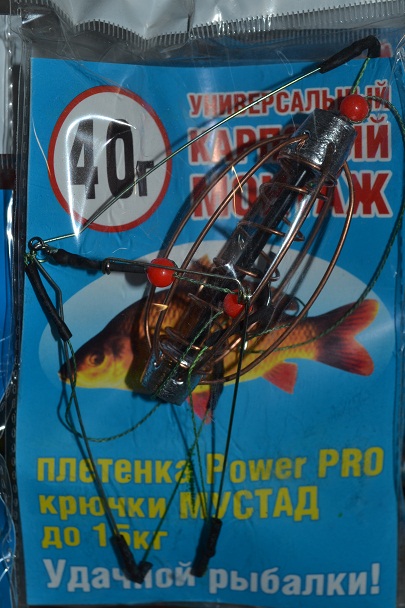 40г
УНИВЕРСАЛЬНЫЙ
КАРПОВЫЙ
МОНТАЖ
плетенка Power PRO
крючки МУСТАД
до 15кг
Удачной рыбалки!